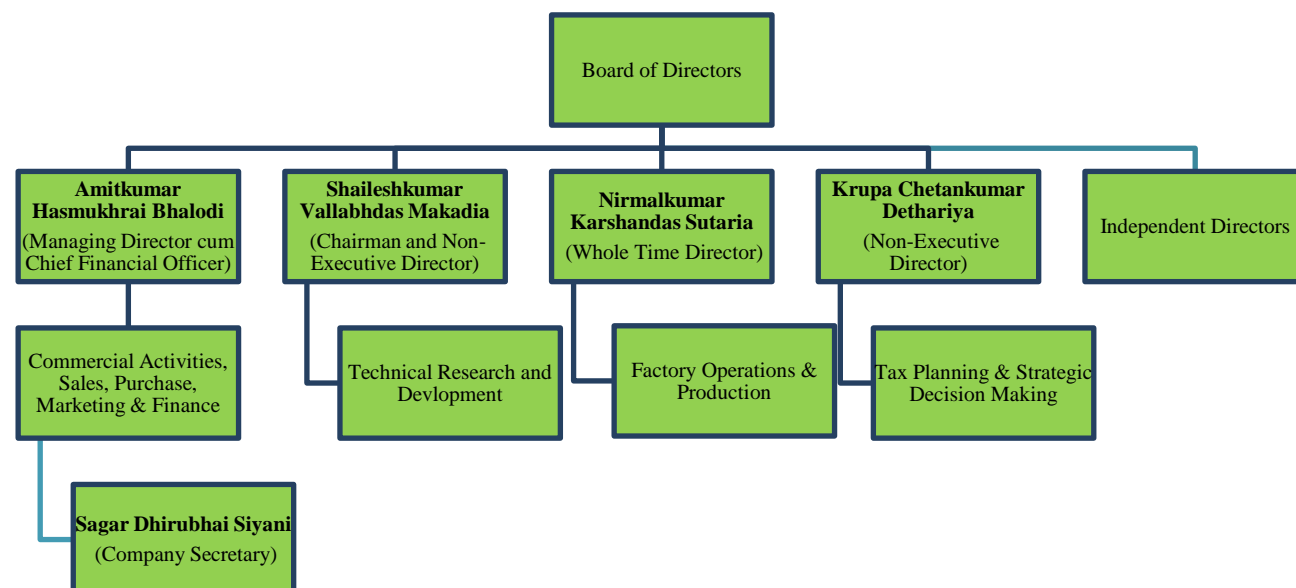 Board of Directors
Amitkumar
Hasmukhrai Bhalodi
(Managing Director cum
Chief Financial Officer)
Shaileshkumar
Vallabhdas Makadia
(Chairman and Non-
Executive Director)
Nirmalkumar
Karshandas Sutaria
(Whole Time Director)
Krupa Chetankumar
Dethariya
(Non-Executive
Director)
Independent Directors
Commercial Activities,
Sales, Purchase,
Marketing & Finance
Technical Research and
Devlopment
Factory Operations &
Production
Tax Planning & Strategic
Decision Making
Sagar Dhirubhai Siyani
(Company Secretary)